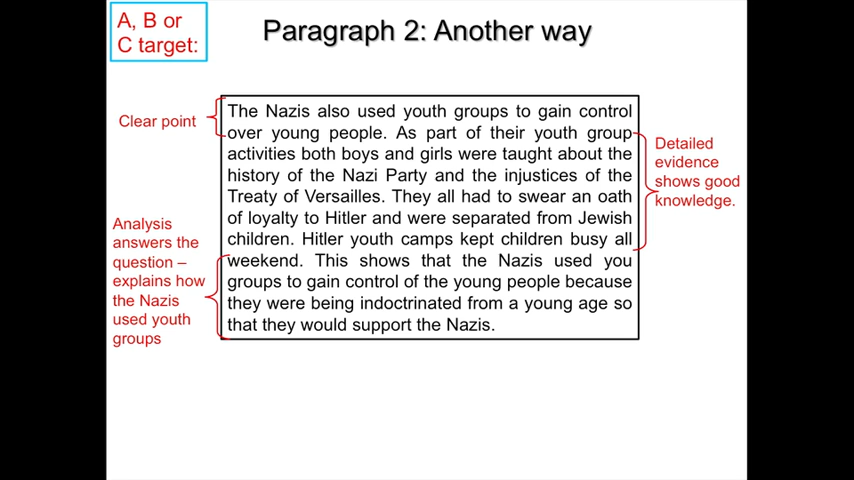 A, B or
C target:
Paragraph 2: Another way
Clear point
The Nazis also used youth groups to gain control
over young people. As part of their youth group
activities both boys and girls were taught about the
history of the Nazi Party and the injustices of the
Treaty of Versailles. They all had to swear an oath
of loyalty to Hitler and were separated from Jewish
children. Hitler youth camps kept children busy all
weekend. This shows that the Nazis used you
groups to gain control of the young people because
they were being indoctrinated from a young age so
that they would support the Nazis.
Detailed
evidence
shows good
knowledge.
Analysis
answers the
question –
explains how
the Nazis
used youth
groups